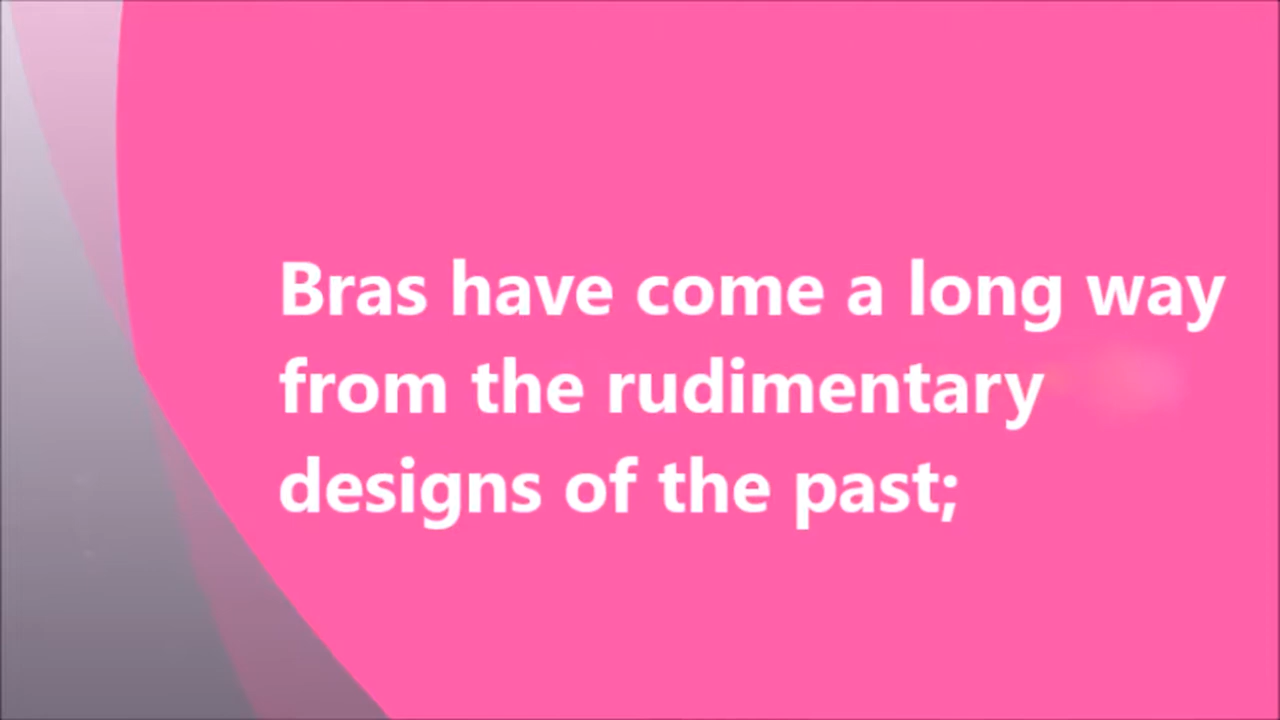 Bras have come a long way
from the rudimentary
designs of the past;